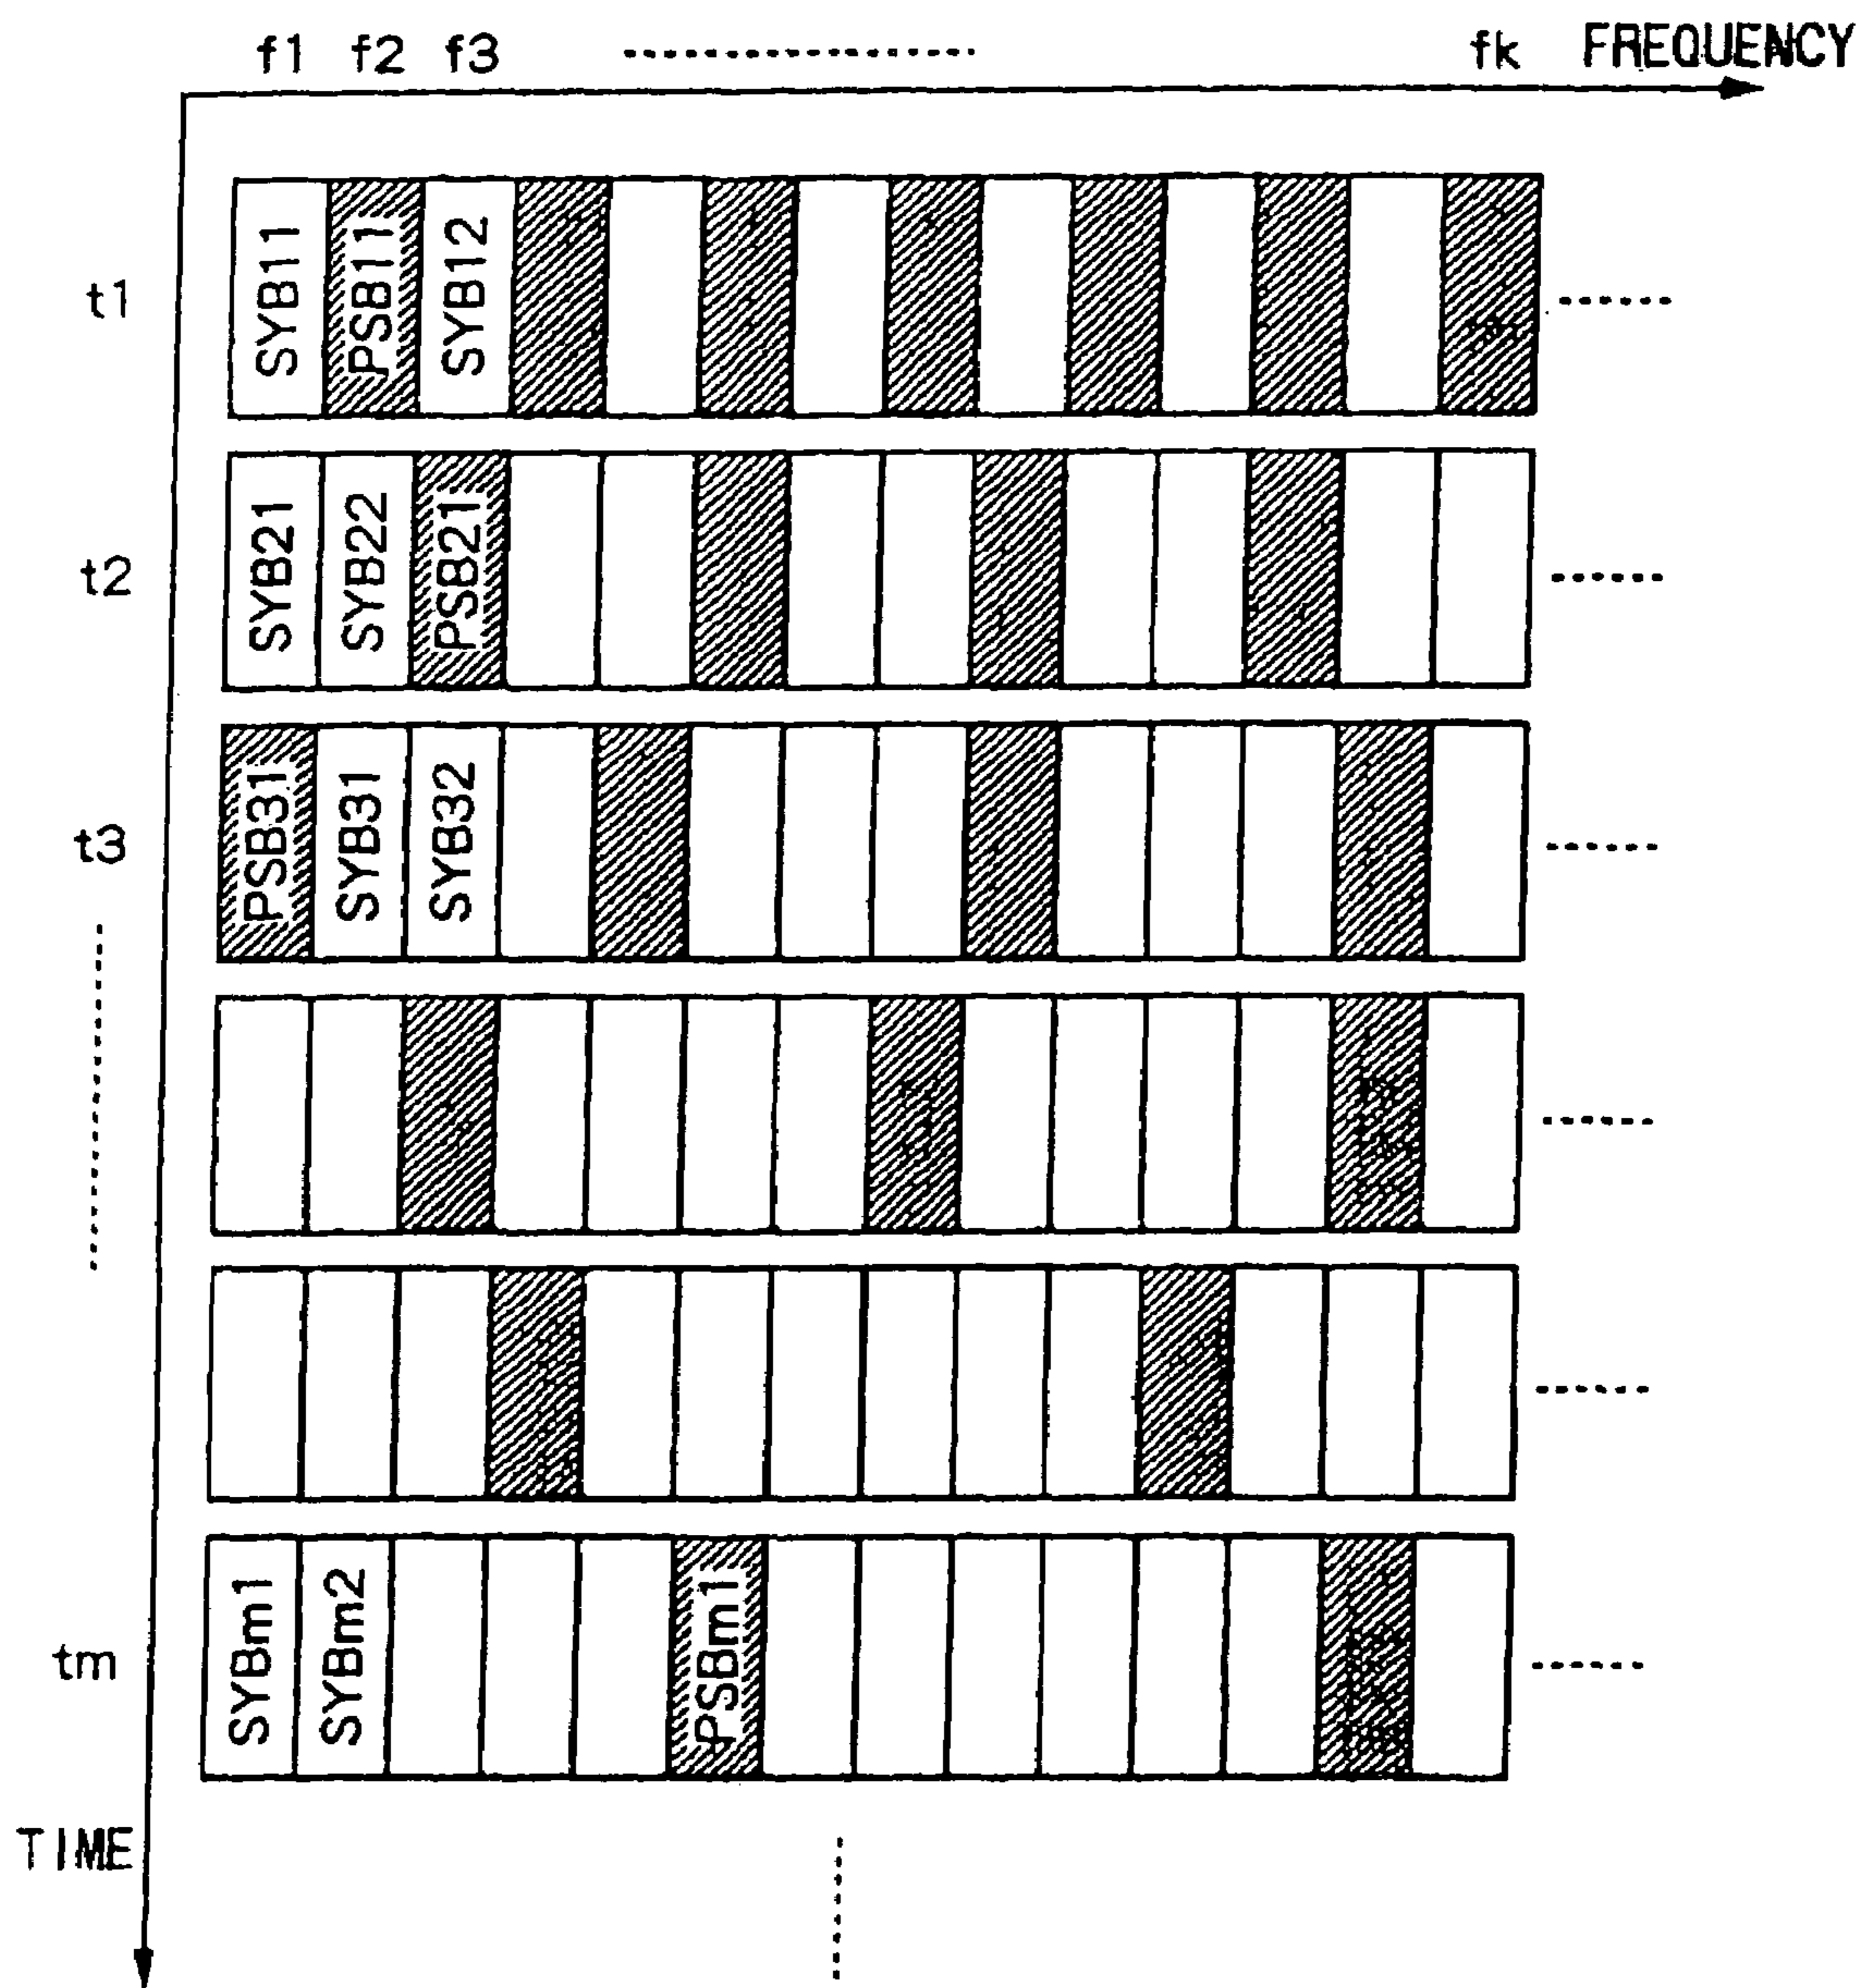 f1 f2 f3 fk FREQUENCY
t1
SYB11
PSB11
SYB12
t2
SYB21
SYB22
PSB21
t3
PSB31
SYB31
SYB32
tm
SYBm1
SYBm2
PSBm1
TIME